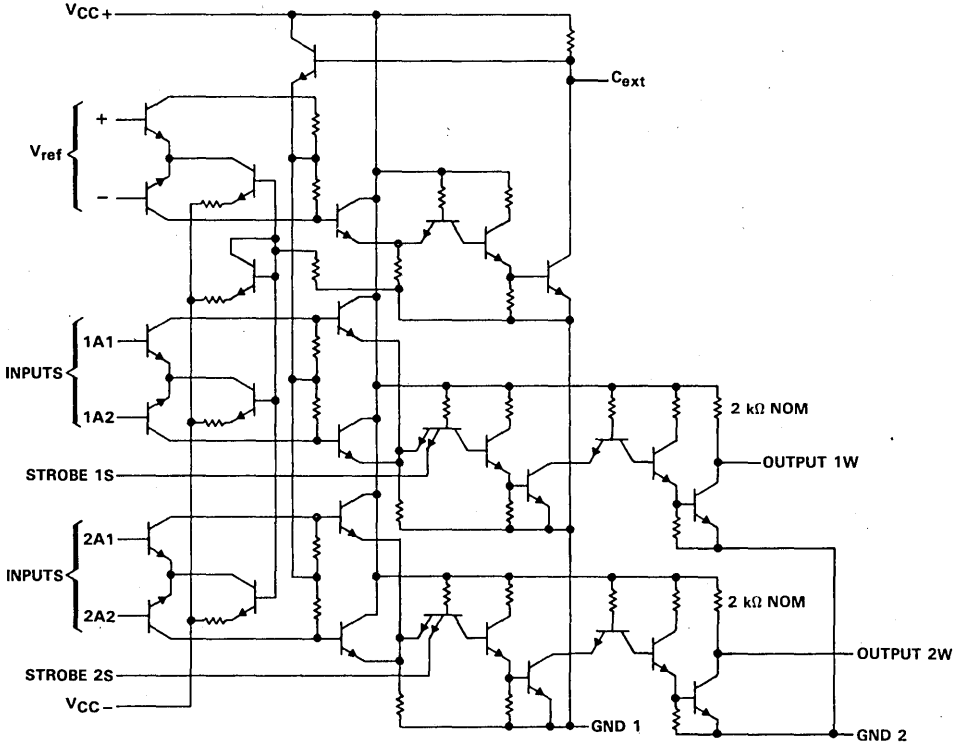 VCC+
Cext
+
Vref
−
1A1
INPUTS
1A2
2 kΩ NOM
OUTPUT 1W
STROBE 1S
2A1
INPUTS
2A2
2 kΩ NOM
OUTPUT 2W
STROBE 2S
VCC−
GND 1
GND 2